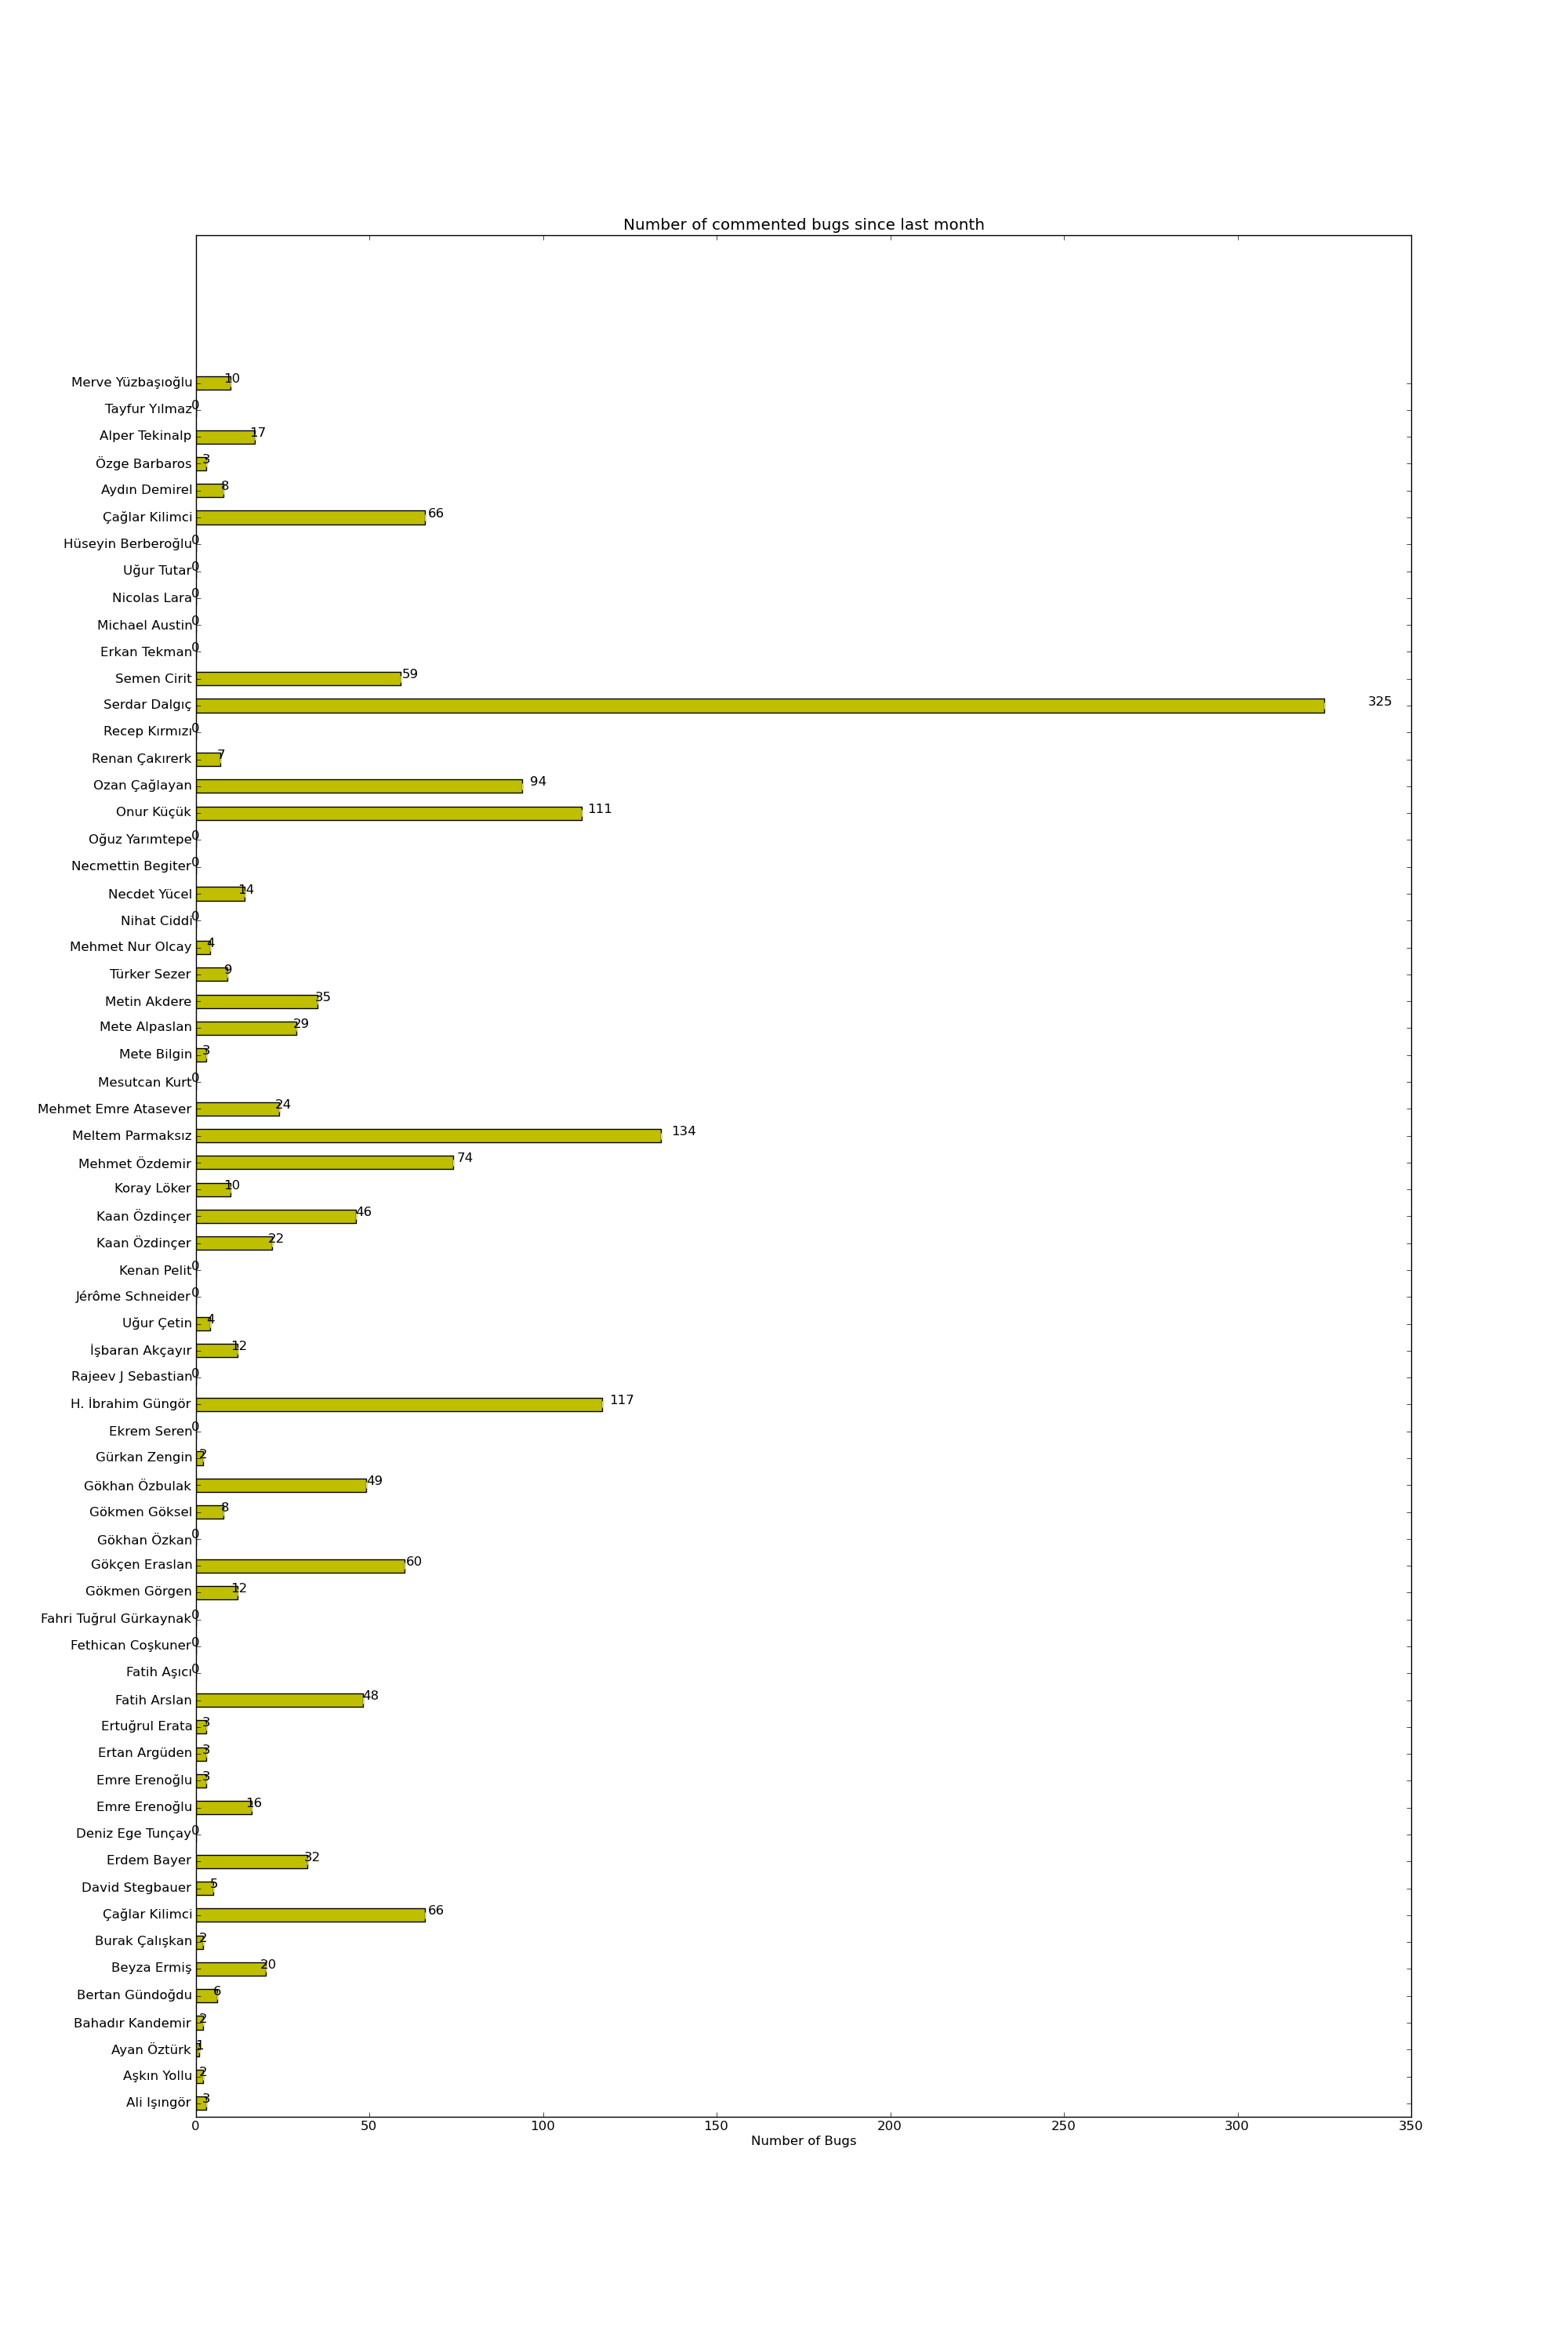 Number of commented bugs since last month
Merve Yüzbaşıoğlu 10
Tayfur Yılmaz 0
Alper Tekinalp 17
Özge Barbaros 3
Aydın Demirel 8
Çağlar Kilimci 66
Hüseyin Berberoğlu 0
Uğur Tutar 0
Nicolas Lara 0
Michael Austin 0
Erkan Tekman 0
Semen Cirit 59
Serdar Dalgıç 325
Recep Kırmızı 0
Renan Çakırerk 7
Ozan Çağlayan 94
Onur Küçük 111
Oğuz Yarımtepe 0
Necmettin Begiter 0
Necdet Yücel 14
Nihat Ciddi 0
Mehmet Nur Olcay 4
Türker Sezer 9
Metin Akdere 35
Mete Alpaslan 29
Mete Bilgin 3
Mesutcan Kurt 0
Mehmet Emre Atasever 24
Meltem Parmaksız 134
Mehmet Özdemir 74
Koray Löker 10
Kaan Özdinçer 46
Kaan Özdinçer 22
Kenan Pelit 0
Jérôme Schneider 0
Uğur Çetin 4
İşbaran Akçayır 12
Rajeev J Sebastian 0
H. İbrahim Güngör 117
Ekrem Seren 0
Gürkan Zengin 2
Gökhan Özbulak 49
Gökmen Göksel 8
Gökhan Özkan 0
Gökçen Eraslan 60
Gökmen Görgen 12
Fahri Tuğrul Gürkaynak 0
Fethican Coşkuner 0
Fatih Aşıcı 0
Fatih Arslan 48
Ertuğrul Erata 3
Ertan Argüden 3
Emre Erenoğlu 3
Emre Erenoğlu 16
Deniz Ege Tunçay 0
Erdem Bayer 32
David Stegbauer 5
Çağlar Kilimci 66
Burak Çalışkan 2
Beyza Ermiş 20
Bertan Gündoğdu 6
Bahadır Kandemir 2
Ayan Öztürk 1
Aşkın Yollu 2
Ali Işıngör 3
0 50 100 150 200 250 300 350
Number of Bugs